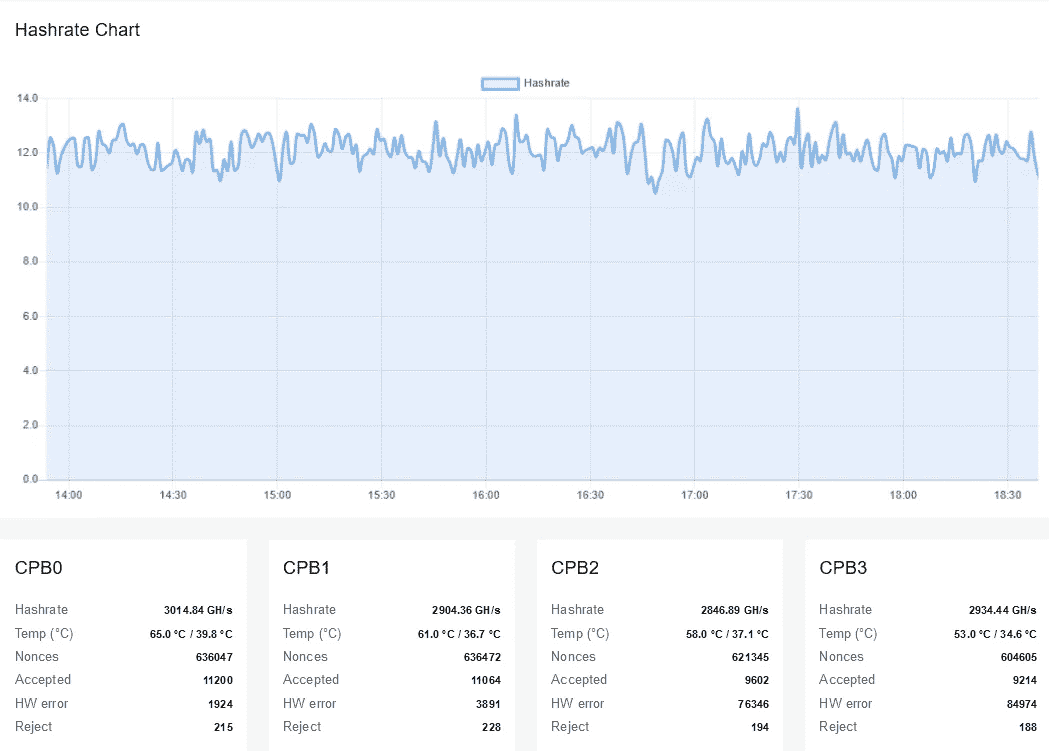 Hashrate Chart
Hashrate
14.0
12.0
10.0
8.0
6.0
4.0
2.0
0.0
14:00 14:30 15:00 15:30 16:00 16:30 17:00 17:30 18:00 18:30
CPB0 CPB1 CPB2 CPB3
Hashrate 3014.84 GH/s Hashrate 2904.36 GH/s Hashrate 2846.89 GH/s Hashrate 2934.44 GH/s
Temp (°C) 65.0 °C / 39.8 °C Temp (°C) 61.0 °C / 36.7 °C Temp (°C) 58.0 °C / 37.1 °C Temp (°C) 53.0 °C / 34.6 °C
Nonces 636047 Nonces 636472 Nonces 621345 Nonces 604605
Accepted 11200 Accepted 11064 Accepted 9602 Accepted 9214
HW error 1924 HW error 3891 HW error 76346 HW error 84974
Reject 215 Reject 228 Reject 194 Reject 188